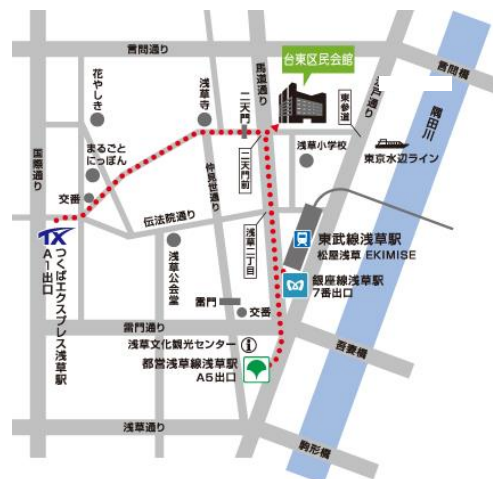 言問通り
言問橋
台東区民会館
花やしき
浅草寺
二天門
馬道通り
東参道
戸通り
隅田川
国際通り
まるごと
にっぽん
二天門前
浅草小学校
東京水辺ライン
交番
仲見世通り
伝法院通り
TX
A1出口
つくばエクスプレス浅草駅
浅草公会堂
浅草二丁目
東武線浅草駅
松屋浅草 EKIMISE
銀座線浅草駅
7番出口
雷門
交番
雷門通り
浅草文化観光センター
吾妻橋
都営浅草線浅草駅
A5出口
浅草通り
駒形橋